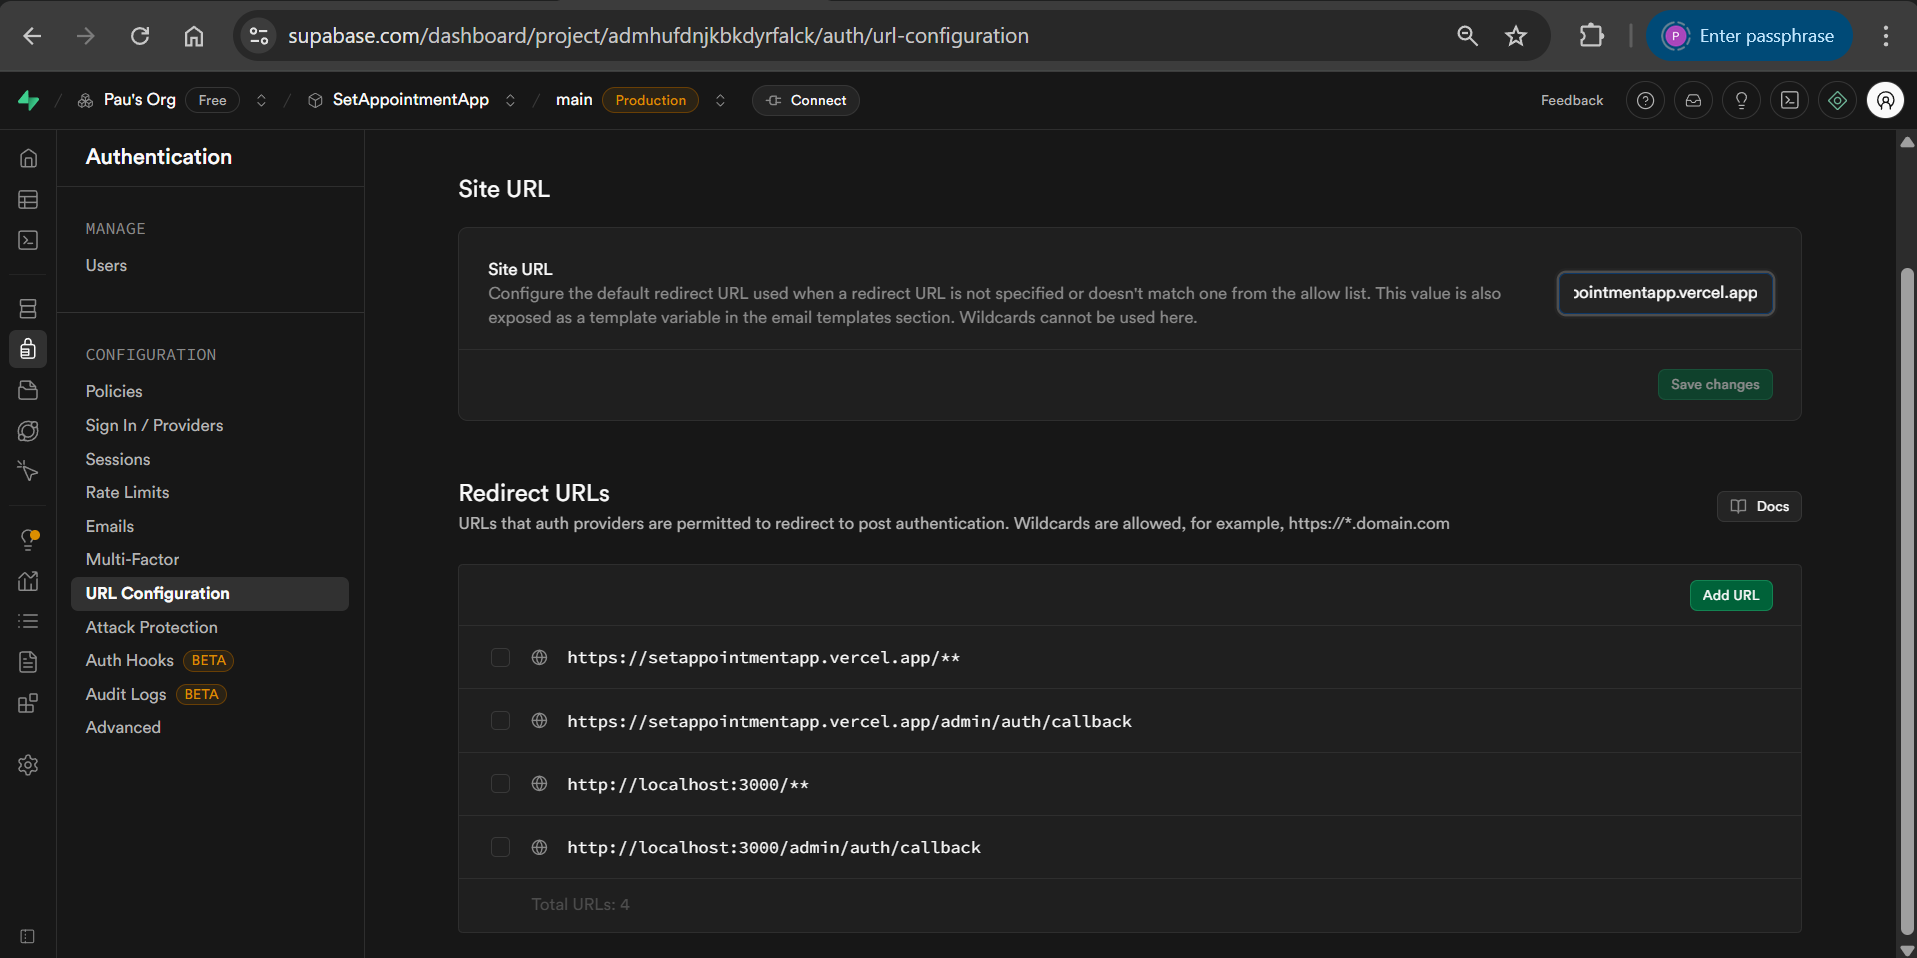 supabase.com/dashboard/project/admhufdnjkbkdyrfalck/auth/url-configuration
P Enter passphrase
Pau's Org Free / SetAppointmentApp / main Production Connect
Feedback
Authentication
MANAGE
Users
CONFIGURATION
Policies
Sign In / Providers
Sessions
Rate Limits
Emails
Multi-Factor
URL Configuration
Attack Protection
Auth Hooks BETA
Audit Logs BETA
Advanced
Site URL
Site URL
Configure the default redirect URL used when a redirect URL is not specified or doesn't match one from the allow list. This value is also
exposed as a template variable in the email templates section. Wildcards cannot be used here.
pointmentapp.vercel.app
Save changes
Redirect URLs
URLs that auth providers are permitted to redirect to post authentication. Wildcards are allowed, for example, https://*.domain.com
Docs
Add URL
https://setappointmentapp.vercel.app/**
https://setappointmentapp.vercel.app/admin/auth/callback
http://localhost:3000/**
http://localhost:3000/admin/auth/callback
Total URLs: 4